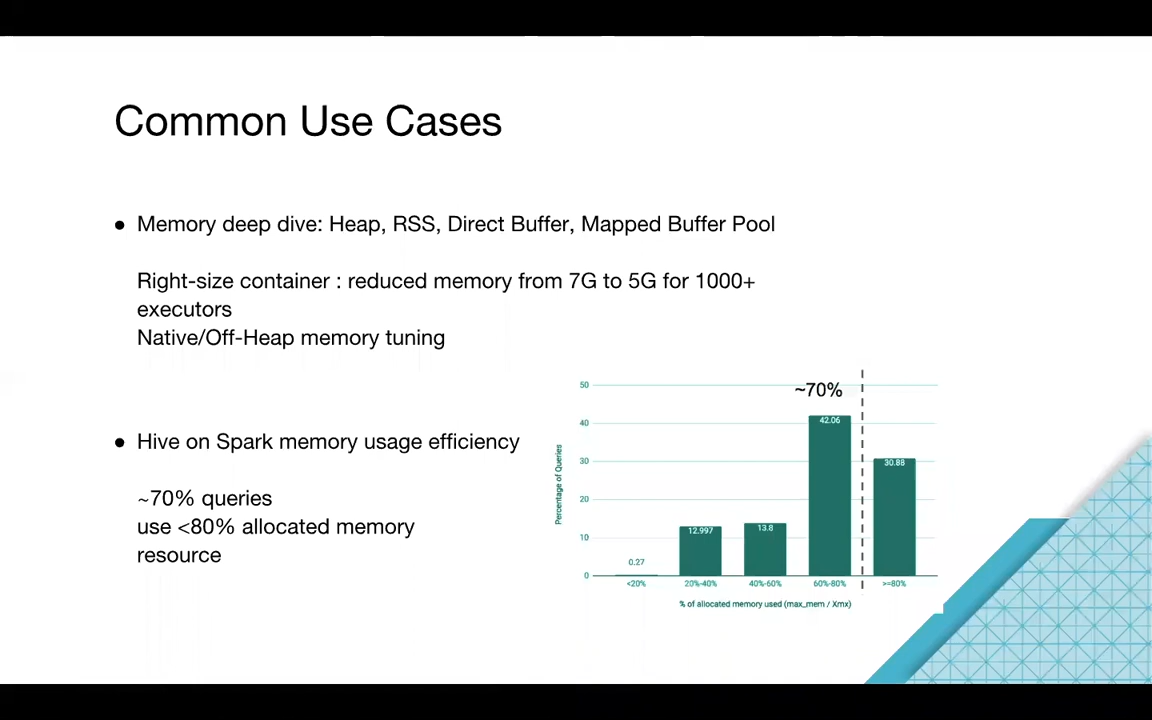 Common Use Cases
● Memory deep dive: Heap, RSS, Direct Buffer, Mapped Buffer Pool
Right-size container : reduced memory from 7G to 5G for 1000+
executors
Native/Off-Heap memory tuning
● Hive on Spark memory usage efficiency
~70% queries
use <80% allocated memory
resource
~70%
Percentage of Queries
50
40
30
20
10
0
0.27
12.997
13.8
42.06
30.88
<20%
20%-40%
40%-60%
60%-80%
>=80%
% of allocated memory used (max_mem / Xmx)